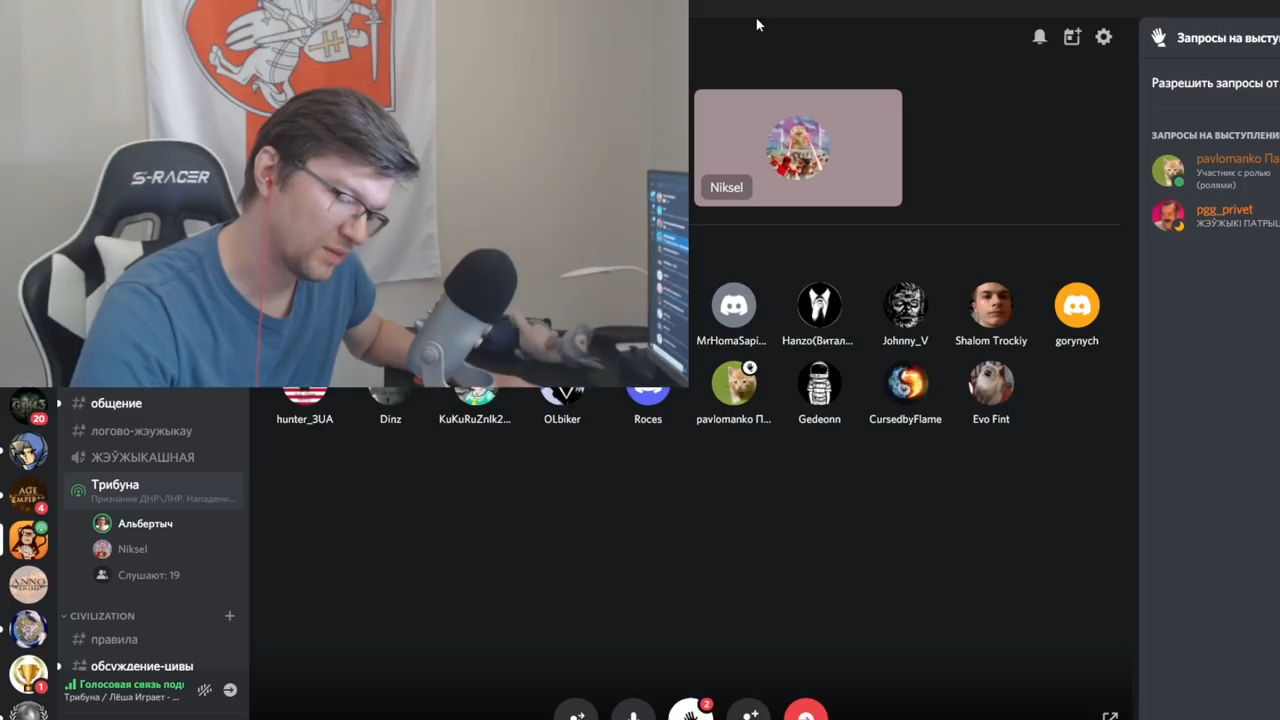 S-RACER
Niksel
MrHomaSapi...
Hanzo(Витал...
Johnny_V
Shalom Trockiy
gorynych
hunter_3UA
Dinz
KuKuRuZnIk2...
OLbiker
Roces
pavlomanko П...
Gedeonn
CursedbyFlame
Evo Fint
Запросы на высту
Разрешить запросы от
ЗАПРОСЫ НА ВЫСТУПЛЕНИ
pavlomanko Па
Участник с ролью
(ролями)
pgg_privet
ЖЭЎЖЫКІ ПАТРЫЦ
20
4
ANNO
1
общение
логово-жэужыкау
ЖЭЎЖЫКАШНАЯ
Трибуна
Признание ДНР\ЛНР. Нападени...
Альбертыч
Niksel
Слушают: 19
CIVILIZATION
правила
обсуждение-цивы
Голосовая связь подк
Трибуна / Лёша Играет - ...
2